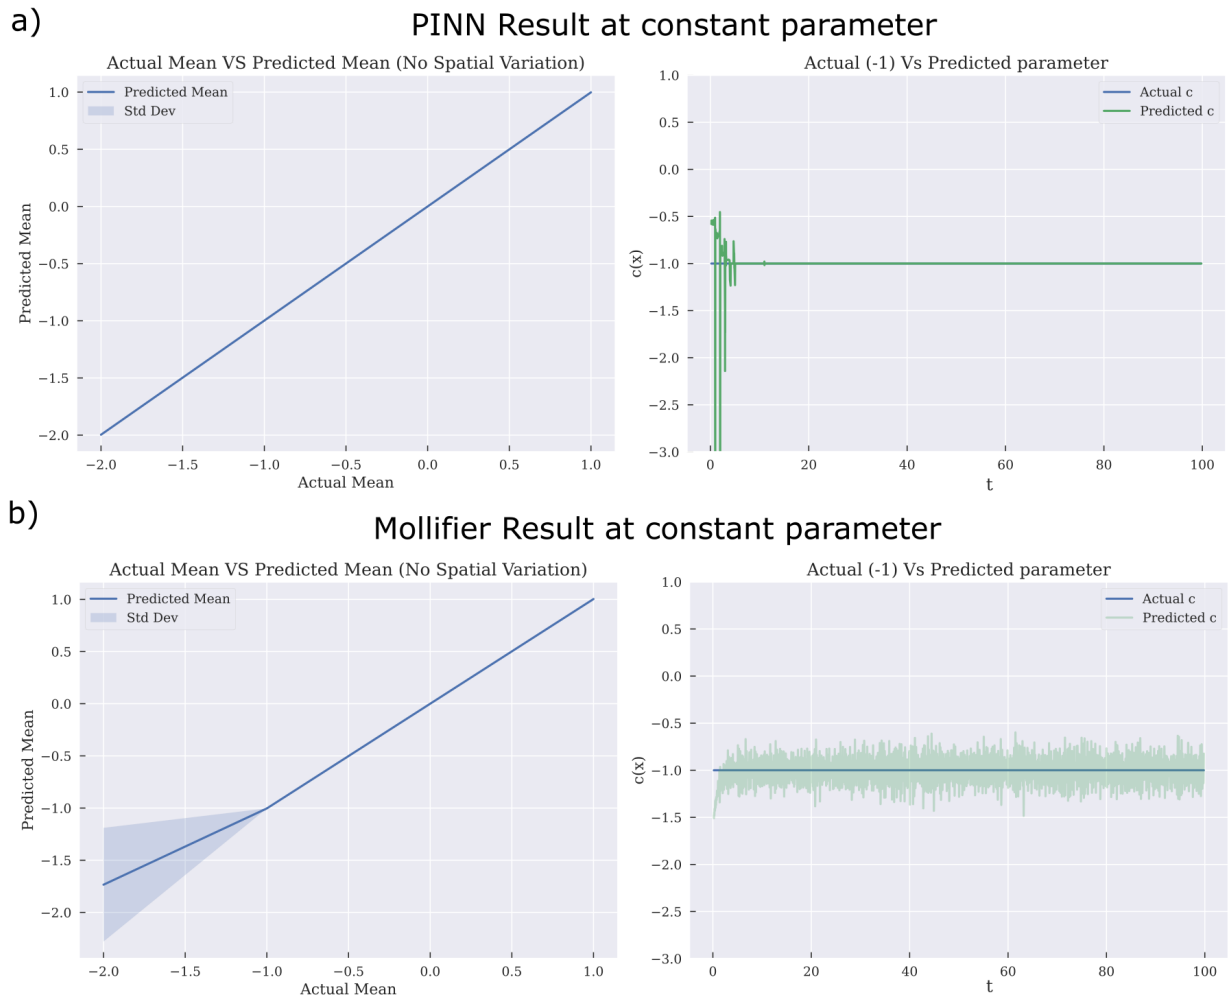 a)
PINN Result at constant parameter
Actual Mean VS Predicted Mean (No Spatial Variation)
Predicted Mean
Std Dev
1.0
0.5
0.0
−0.5
−1.0
−1.5
−2.0
Predicted Mean
−2.0
−1.5
−1.0
−0.5
0.0
0.5
1.0
Actual Mean
Actual (-1) Vs Predicted parameter
Actual c
Predicted c
1.0
0.5
0.0
−0.5
−1.0
−1.5
−2.0
−2.5
−3.0
c(x)
0
20
40
60
80
100
t
b)
Mollifier Result at constant parameter
Actual Mean VS Predicted Mean (No Spatial Variation)
Predicted Mean
Std Dev
1.0
0.5
0.0
−0.5
−1.0
−1.5
−2.0
Predicted Mean
−2.0
−1.5
−1.0
−0.5
0.0
0.5
1.0
Actual Mean
Actual (-1) Vs Predicted parameter
Actual c
Predicted c
1.0
0.5
0.0
−0.5
−1.0
−1.5
−2.0
−2.5
−3.0
c(x)
0
20
40
60
80
100
t